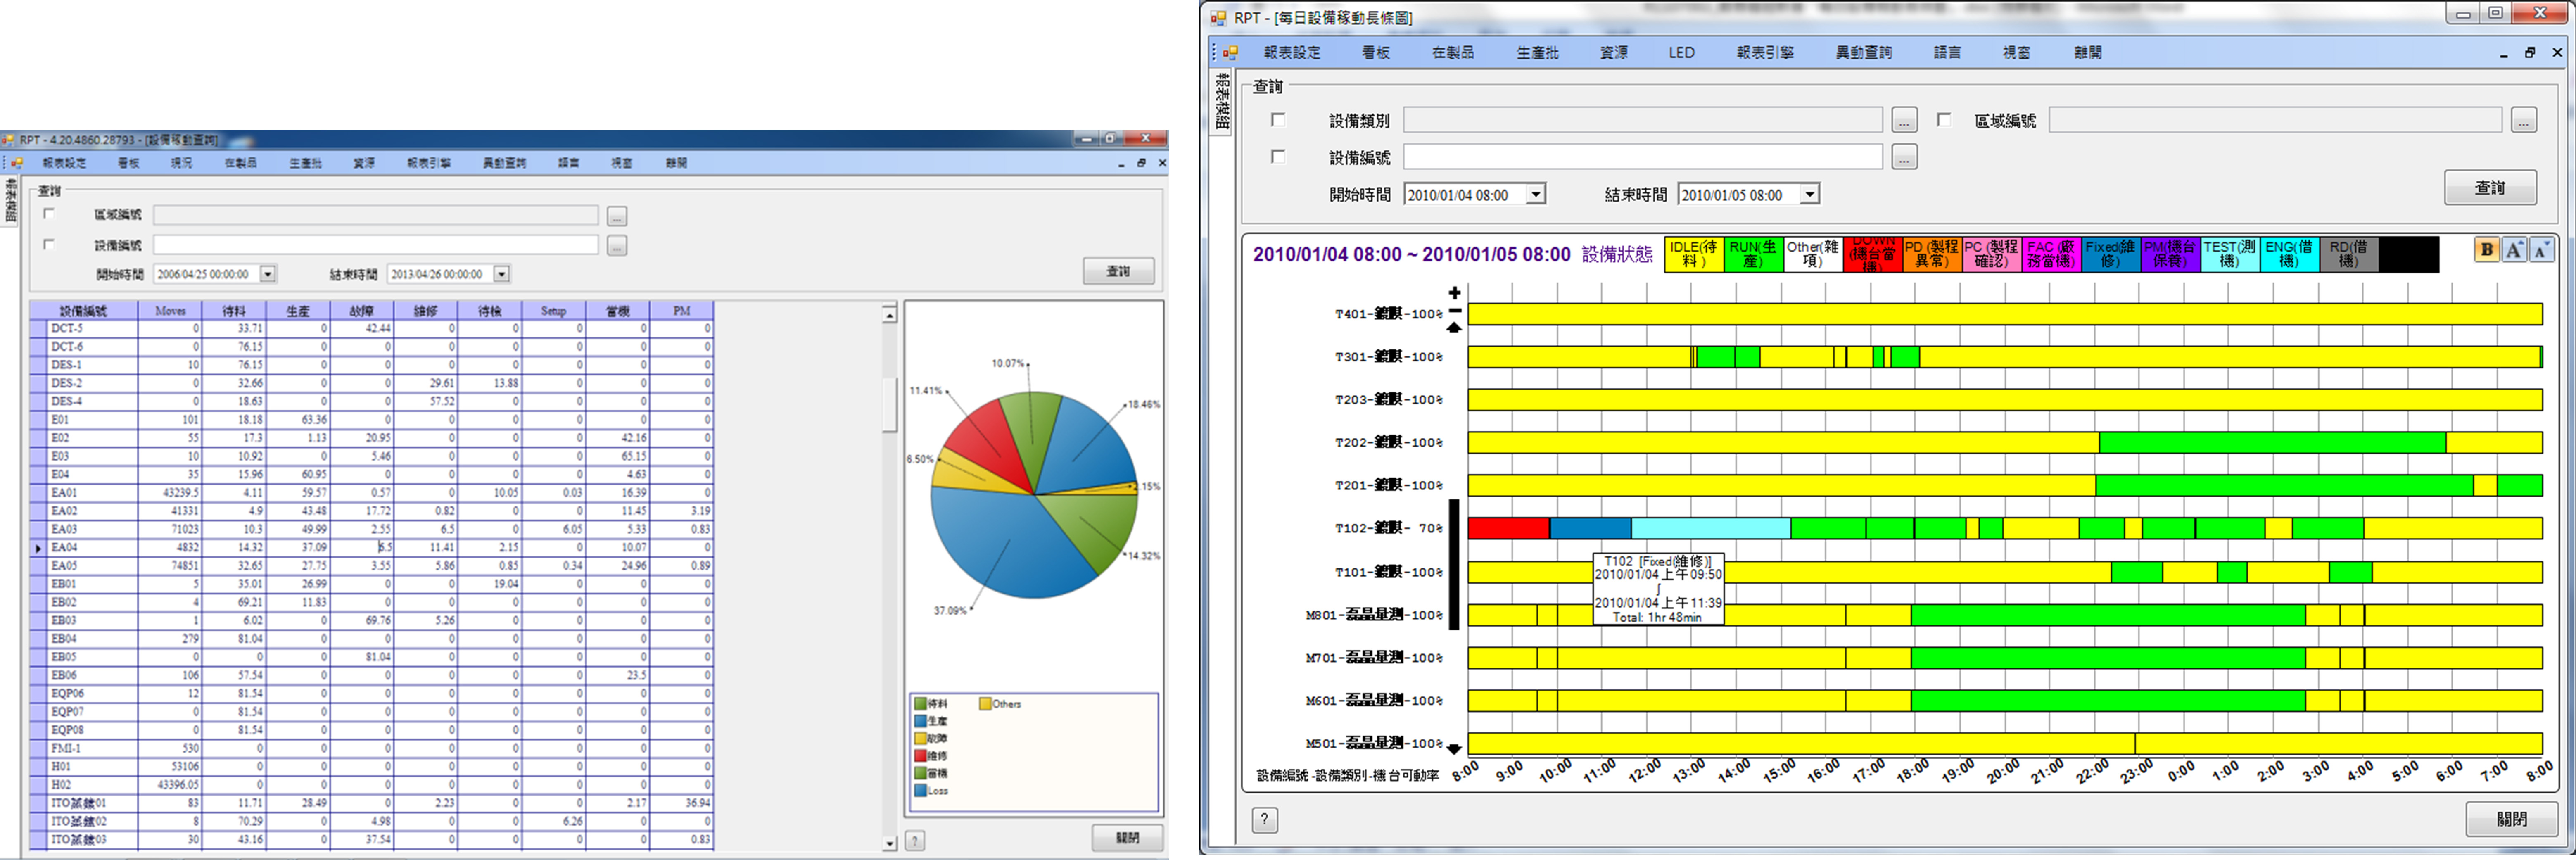 RPT - 4.20.4860.28793 - [設備稼動查詢]
報表設定 看板 現況 在製品 生產批 資源 報表引擎 異動查詢 語言 視窗 離開
報表模組
查詢
區域編號 ...
設備編號 ...
開始時間 2006/04/25 00:00:00 結束時間 2013/04/26 00:00:00 查詢
設備編號 Moves 待料 生產 故障 維修 待檢 Setup 當機 PM
DCT-5 0 33.71 0 42.44 0 0 0 0 0
DCT-6 0 76.15 0 0 0 0 0 0 0
DES-1 10 76.15 0 0 0 0 0 0 0
DES-2 0 32.66 0 0 29.61 13.88 0 0 0
DES-4 0 18.63 0 0 57.52 0 0 0 0
E01 101 18.18 63.36 0 0 0 0 0 0
E02 55 17.3 1.13 20.95 0 0 0 42.16 0
E03 10 10.92 0 5.46 0 0 0 65.15 0
E04 35 15.96 60.95 0 0 0 0 4.63 0
EA01 43239.5 4.11 59.57 0.57 0 10.05 0.03 16.39 0
EA02 41331 4.9 43.48 17.72 0.82 0 0 11.45 3.19
EA03 71023 10.3 49.99 2.55 6.5 0 6.05 5.33 0.83
EA04 4832 14.32 37.09 6.5 11.41 2.15 0 10.07 0
EA05 74851 32.65 27.75 3.55 5.86 0.85 0.34 24.96 0.89
EB01 5 35.01 26.99 0 0 19.04 0 0 0
EB02 4 69.21 11.83 0 0 0 0 0 0
EB03 1 6.02 0 69.76 5.26 0 0 0 0
EB04 279 81.04 0 0 0 0 0 0 0
EB05 0 0 0 81.04 0 0 0 0 0
EB06 106 57.54 0 0 0 0 0 23.5 0
EQP06 12 81.54 0 0 0 0 0 0 0
EQP07 0 81.54 0 0 0 0 0 0 0
EQP08 0 81.54 0 0 0 0 0 0 0
FMI-1 530 0 0 0 0 0 0 0 0
H01 53106 0 0 0 0 0 0 0 0
H02 43396.05 0 0 0 0 0 0 0 0
ITO蒸鍍01 83 11.71 28.49 0 2.23 0 0 2.17 36.94
ITO蒸鍍02 8 70.29 0 4.98 0 0 6.26 0 0
ITO蒸鍍03 30 43.16 0 37.54 0 0 0 0 0.83
10.07%
11.41%
18.46%
6.50%
2.15%
14.32%
37.09%
待料 Others
生產
故障
維修
當機
Loss
? 關閉
RPT - [每日設備稼動長條圖]
報表設定 看板 在製品 生產批 資源 LED 報表引擎 異動查詢 語言 視窗 離開
報表模組
查詢
設備類別 ... 區域編號 ...
設備編號 ...
開始時間 2010/01/04 08:00 結束時間 2010/01/05 08:00 查詢
2010/01/04 08:00 ~ 2010/01/05 08:00 設備狀態
IDLE(待料)
RUN(生產)
Other(雜項)
DOWN(機台當機)
PD (製程異常)
PC (製程確認)
FAC (廠務當機)
Fixed(維修)
PM(機台保養)
TEST(測機)
ENG(借機)
RD(借機)
B A A
T401-鍍膜-100%
T301-鍍膜-100%
T203-鍍膜-100%
T202-鍍膜-100%
T201-鍍膜-100%
T102-鍍膜- 70%
T102 [Fixed(維修)]
2010/01/04 上午 09:50
∫
2010/01/04 上午 11:39
Total: 1hr 48min
T101-鍍膜-100%
M801-磊晶量測-100%
M701-磊晶量測-100%
M601-磊晶量測-100%
M501-磊晶量測-100%
設備編號-設備類別-機台可動率
8:00 9:00 10:00 11:00 12:00 13:00 14:00 15:00 16:00 17:00 18:00 19:00 20:00 21:00 22:00 23:00 0:00 1:00 2:00 3:00 4:00 5:00 6:00 7:00 8:00
? 關閉